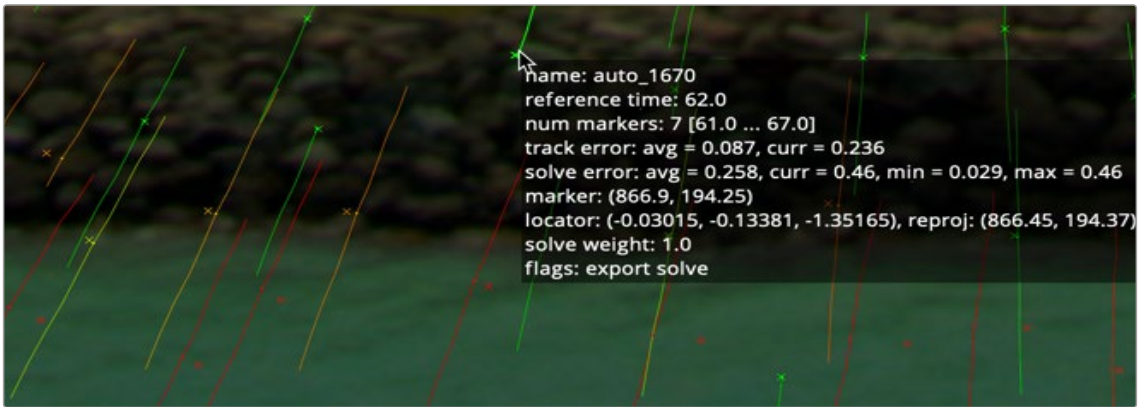 name: auto_1670
reference time: 62.0
num markers: 7 [61.0 ... 67.0]
track error: avg = 0.087, curr = 0.236
solve error: avg = 0.258, curr = 0.46, min = 0.029, max = 0.46
marker: (866.9, 194.25)
locator: (-0.03015, -0.13381, -1.35165), reproj: (866.45, 194.37)
solve weight: 1.0
flags: export solve